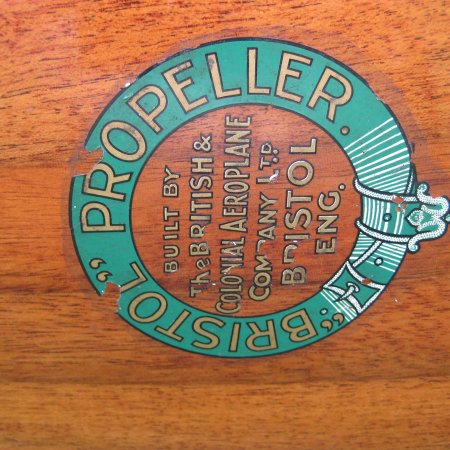 "BRISTOL" PROPELLER.
BUILT BY
THE BRITISH &
COLONIAL AEROPLANE
COMPANY LTD.
BRISTOL
ENG.